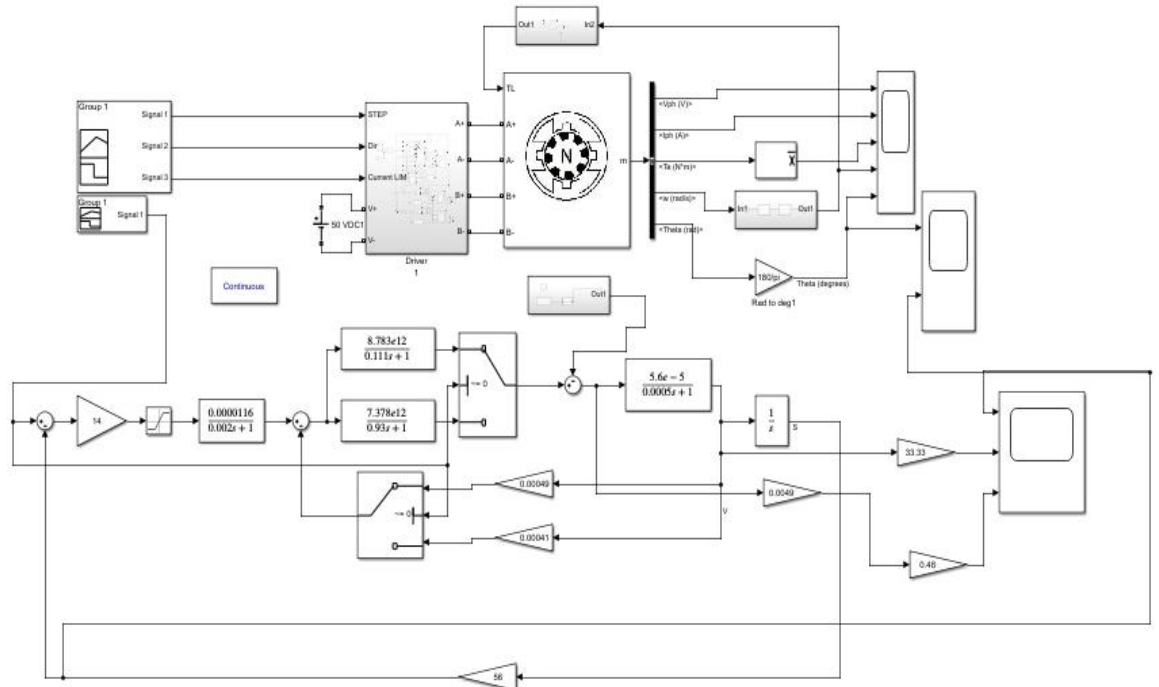 Out1
In2
Group 1
Signal 1
Signal 2
Signal 3
Group 1
Signal 1
STEP
Dir
Current LIM
V+
V-
A+
A-
B+
B-
50 VDC1
Driver
1
TL
A+
A-
B+
B-
N
m
<Vph (V)>
<Iph (A)>
<Te (N*m)>
<w (rad/s)>
<Theta (rad)>
x
In1
Out1
180/pi
Theta (degrees)
Rad to deg1
Continuous
Out1
8.783e12
0.111s + 1
7.378e12
0.93s + 1
~= 0
5.6e − 5
0.0005s + 1
14
0.0000116
0.002s + 1
1
s
S
33.33
0.00049
0.0049
~= 0
V
0.00041
0.48
56